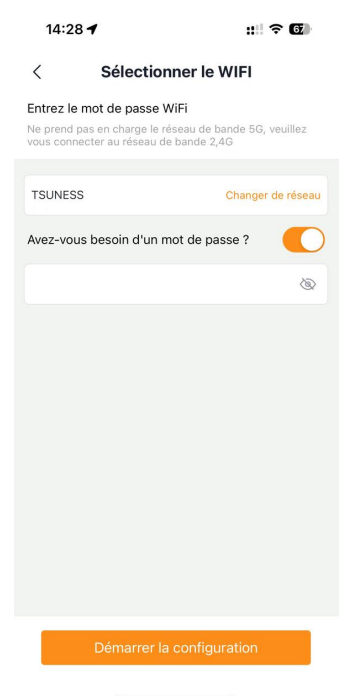 14:28
67
Sélectionner le WIFI
Entrez le mot de passe WiFi
Ne prend pas en charge le réseau de bande 5G, veuillez
vous connecter au réseau de bande 2,4G
TSUNESS Changer de réseau
Avez-vous besoin d'un mot de passe ?
Démarrer la configuration